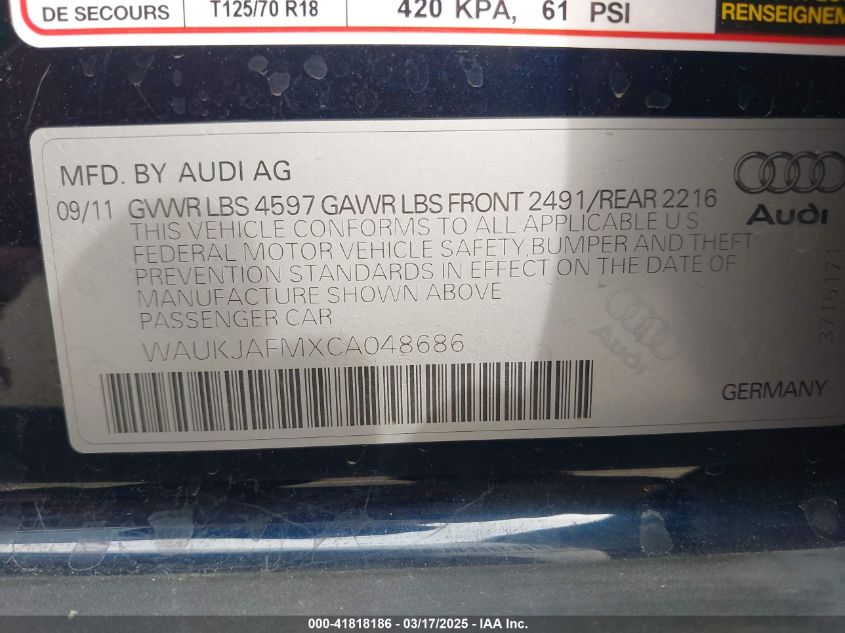 DE SECOURS T125/70 R18 420 KPA, 61 PSI
RENSEIGNEM
MFD. BY AUDI AG
09/11 GVWR LBS 4597 GAWR LBS FRONT 2491/REAR 2216
THIS VEHICLE CONFORMS TO ALL APPLICABLE U S
FEDERAL MOTOR VEHICLE SAFETY, BUMPER AND THEFT
PREVENTION STANDARDS IN EFFECT ON THE DATE OF
MANUFACTURE SHOWN ABOVE
PASSENGER CAR
WAUKJAFMXCA048686
Audi
Audi
3715171
GERMANY
000-41818186 - 03/17/2025 - IAA Inc.